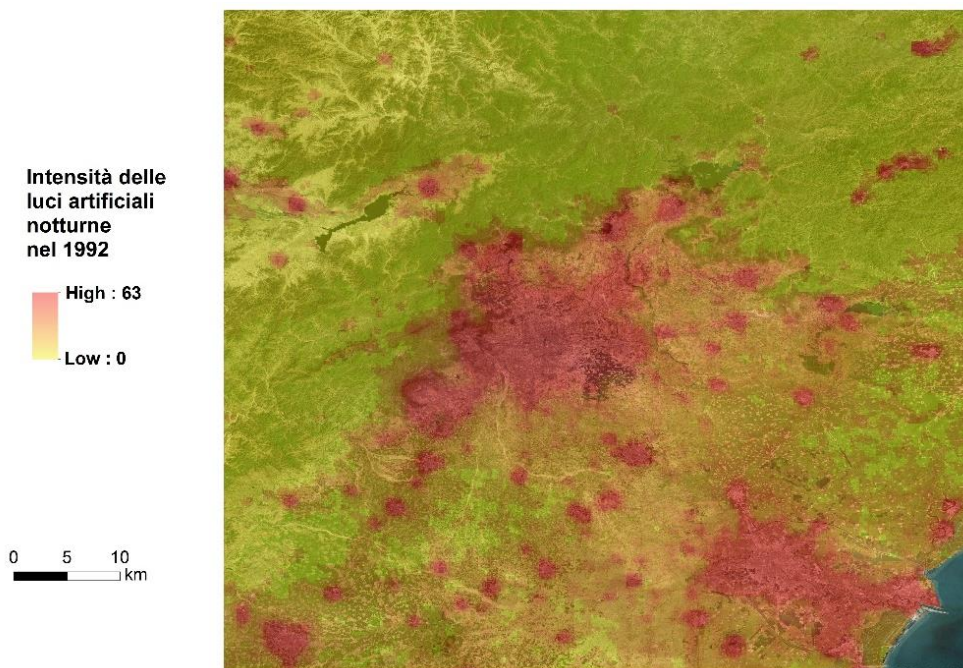 Intensità delle
luci artificiali
notturne
nel 1992
High : 63
Low : 0
0 5 10
km